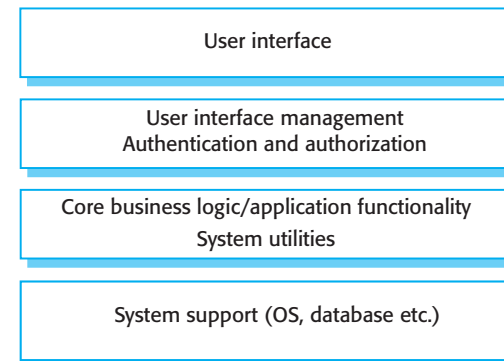 User interface
User interface management
Authentication and authorization
Core business logic/application functionality
System utilities
System support (OS, database etc.)